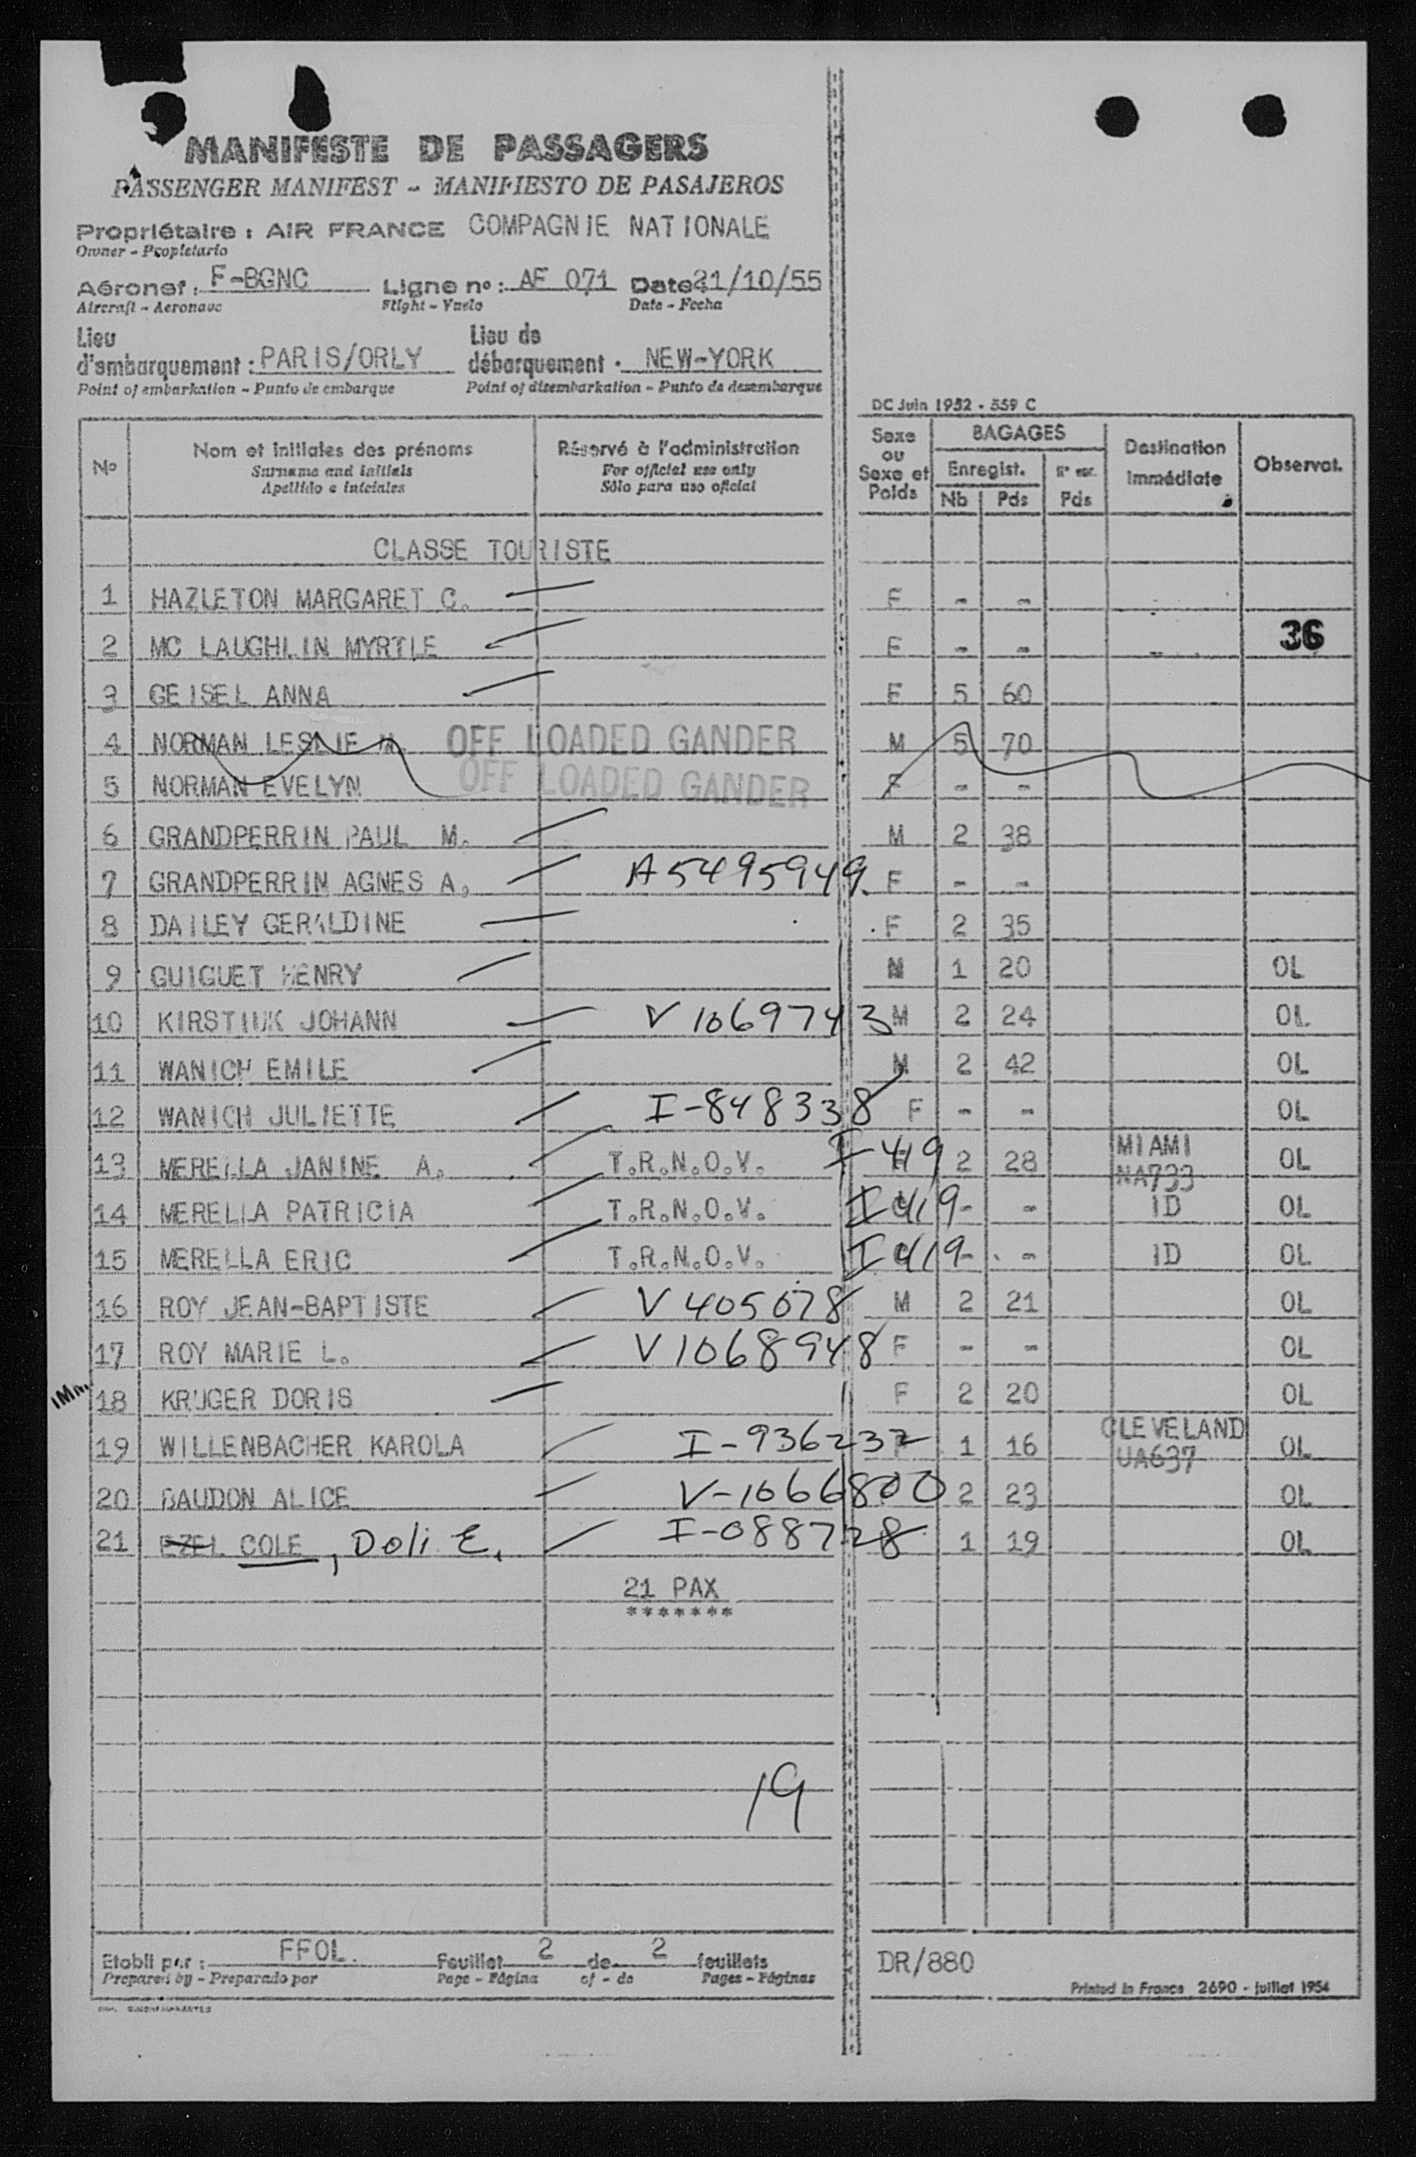 MANIFESTE DE PASSAGERS
PASSENGER MANIFEST - MANIFIESTO DE PASAJEROS
Propriétaire : AIR FRANCE COMPAGNIE NATIONALE
Owner - Propietario
Aéronef : F-BGNC Ligne no : AF 071 Date 21/10/55
Aircraft - Aeronave Flight - Vuelo Date - Fecha
Lieu d'embarquement : PARIS/ORLY Lieu de débarquement : NEW-YORK
Point of embarkation - Punto de embarque Point of disembarkation - Punto de desembarque
DC Juin 1952 - 559 C
No Nom et initiales des prénoms Réservé à l'administration Sexe ou Sexe et Poids BAGAGES Destination immédiate Observat.
Surname and initials For official use only Enregist.
Apellido e iniciales Sólo para uso oficial Nb Pds Pds
CLASSE TOURISTE
1 HAZLETON MARGARET C. F - -
36
2 MC LAUGHLIN MYRTLE F - -
3 GEISEL ANNA F 5 60
4 NORMAN LESLIE OFF LOADED GANDER M 5 70
5 NORMAN EVELYN OFF LOADED GANDER F - -
6 GRANDPERRIN PAUL M. M 2 38
7 GRANDPERRIN AGNES A. A5495949 F - -
8 DAILEY GERALDINE F 2 35
9 GUIGUET HENRY M 1 20 OL
10 KIRSTIUK JOHANN V 1069743 M 2 24 OL
11 WANICH EMILE M 2 42 OL
12 WANICH JULIETTE I-848338 F - - OL
13 MERELLA JANINE A. T.R.N.O.V. I-419 2 28 MIAMI NA733 OL
14 MERELLA PATRICIA T.R.N.O.V. I 419 - - ID OL
15 MERELLA ERIC T.R.N.O.V. I 419 - - ID OL
16 ROY JEAN-BAPTISTE V 405078 M 2 21 OL
17 ROY MARIE L. V 1068948 F - - OL
IMM 18 KRUGER DORIS F 2 20 OL
19 WILLENBACHER KAROLA I-936232 F 1 16 CLEVELAND UA637 OL
20 BAUDON ALICE V-1066800 2 23 OL
21 EZEL COLE, Doli E. I-088728 1 19 OL
21 PAX
*******
19
Etabli par : FFOL. Feuillet 2 de 2 feuillets DR/880
Prepared by - Preparado por Page - Página of - de Pages - Páginas Printed in France 2690 - juillet 1954